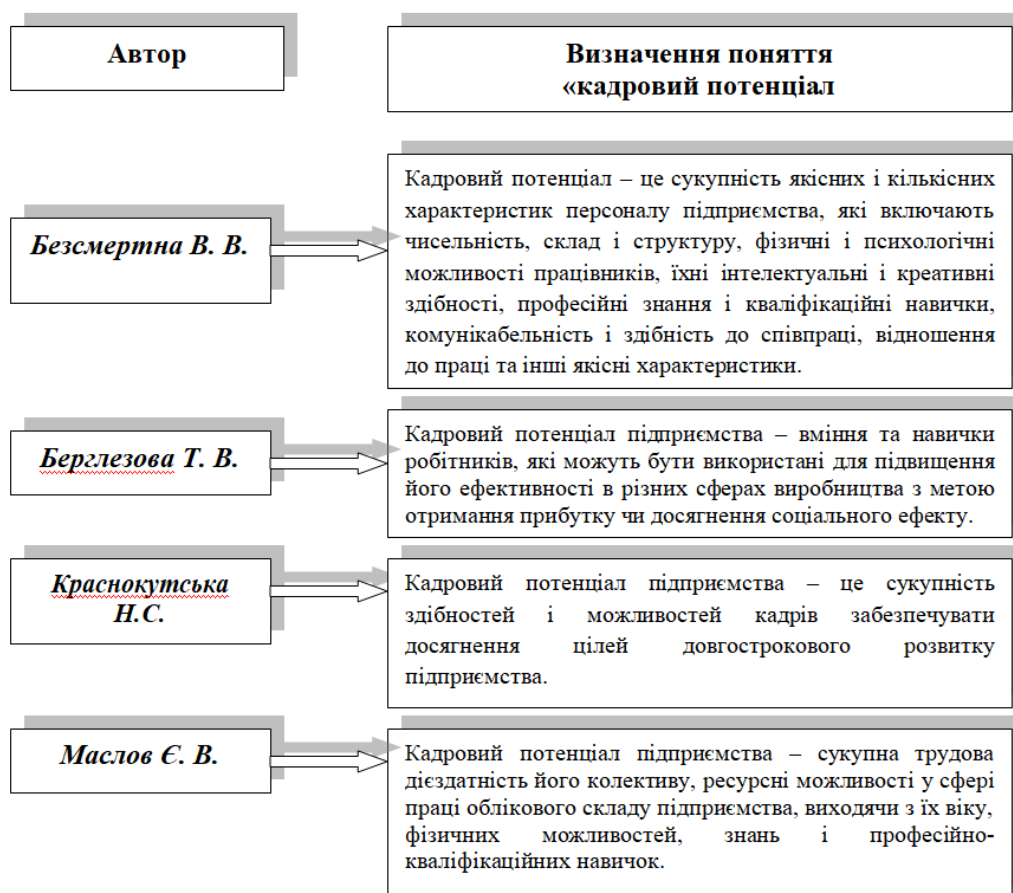 Автор
Визначення поняття
«кадровий потенціал
Безсмертна В. В.
Кадровий потенціал – це сукупність якісних і кількісних
характеристик персоналу підприємства, які включають
чисельність, склад і структуру, фізичні і психологічні
можливості працівників, їхні інтелектуальні і креативні
здібності, професійні знання і кваліфікаційні навички,
комунікабельність і здібність до співпраці, відношення
до праці та інші якісні характеристики.
Берглезова Т. В.
Кадровий потенціал підприємства – вміння та навички
робітників, які можуть бути використані для підвищення
його ефективності в різних сферах виробництва з метою
отримання прибутку чи досягнення соціального ефекту.
Краснокутська
Н.С.
Кадровий потенціал підприємства – це сукупність
здібностей і можливостей кадрів забезпечувати
досягнення цілей довгострокового розвитку
підприємства.
Маслов Є. В.
Кадровий потенціал підприємства – сукупна трудова
дієздатність його колективу, ресурсні можливості у сфері
праці облікового складу підприємства, виходячи з їх віку,
фізичних можливостей, знань і професійно-
кваліфікаційних навичок.